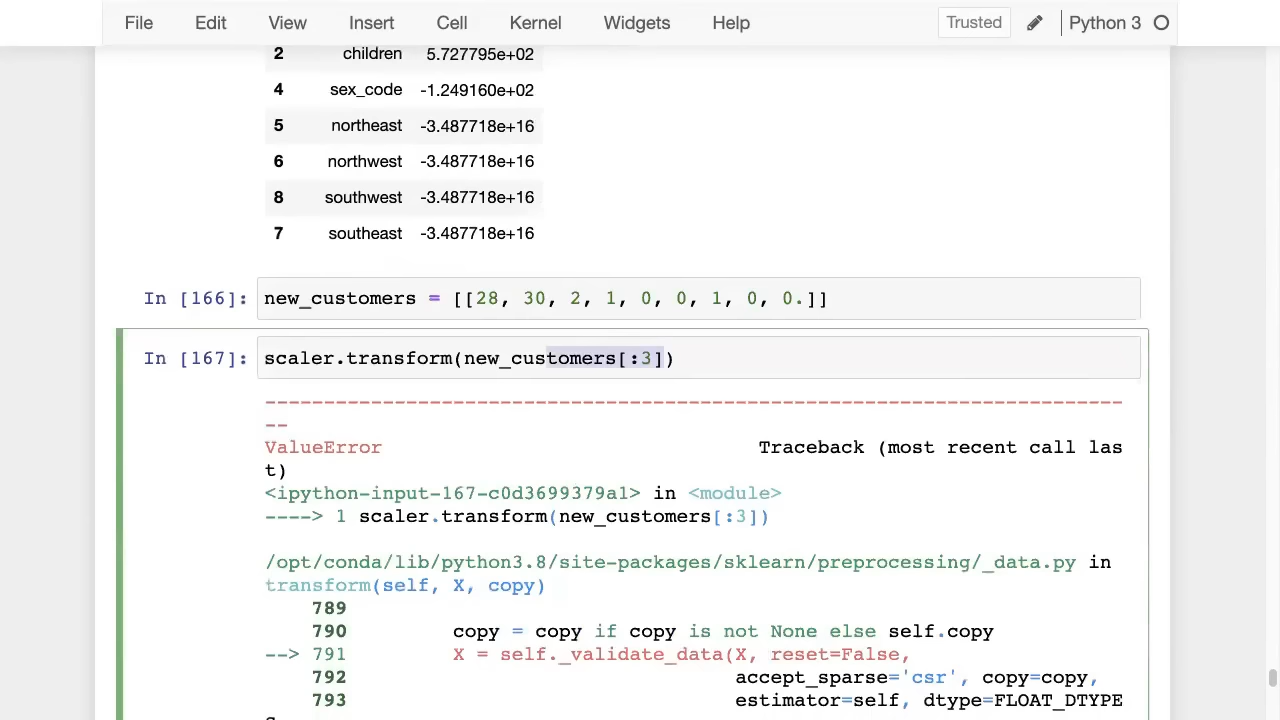 File Edit View Insert Cell Kernel Widgets Help Trusted Python 3
2 children 5.727795e+02
4 sex_code -1.249160e+02
5 northeast -3.487718e+16
6 northwest -3.487718e+16
8 southwest -3.487718e+16
7 southeast -3.487718e+16
In [166]: new_customers = [[28, 30, 2, 1, 0, 0, 1, 0, 0.]]
In [167]: scaler.transform(new_customers[:3])
---------------------------------------------------------------------------
--
ValueError Traceback (most recent call las
t)
<ipython-input-167-c0d3699379a1> in <module>
----> 1 scaler.transform(new_customers[:3])
/opt/conda/lib/python3.8/site-packages/sklearn/preprocessing/_data.py in
transform(self, X, copy)
789
790 copy = copy if copy is not None else self.copy
--> 791 X = self._validate_data(X, reset=False,
792 accept_sparse='csr', copy=copy,
793 estimator=self, dtype=FLOAT_DTYPE